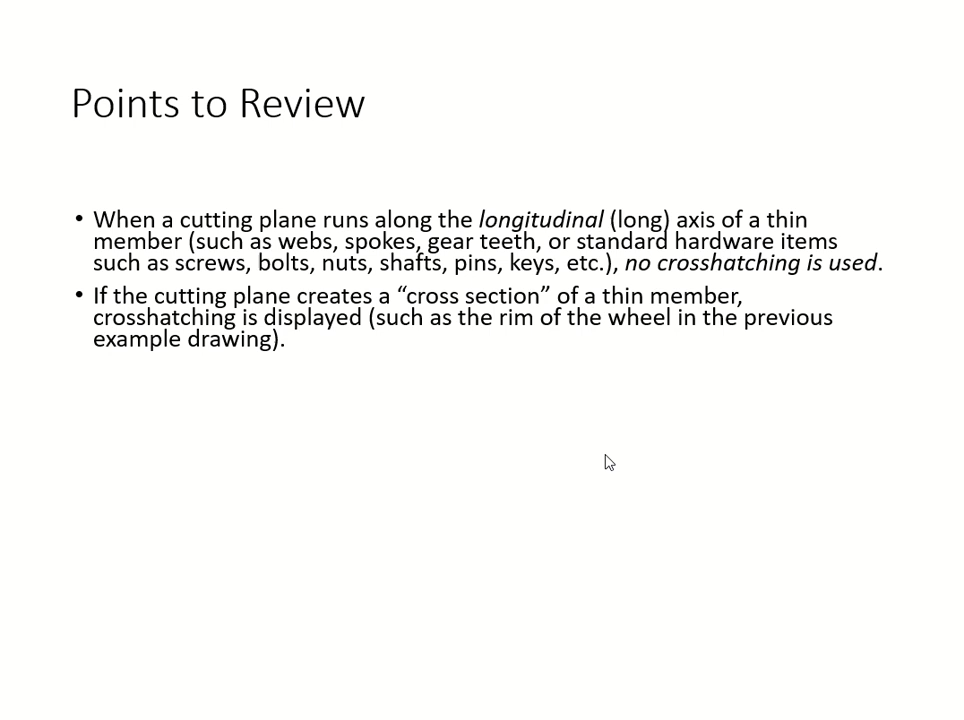 Points to Review
• When a cutting plane runs along the longitudinal (long) axis of a thin
member (such as webs, spokes, gear teeth, or standard hardware items
such as screws, bolts, nuts, shafts, pins, keys, etc.), no crosshatching is used.
• If the cutting plane creates a “cross section” of a thin member,
crosshatching is displayed (such as the rim of the wheel in the previous
example drawing).